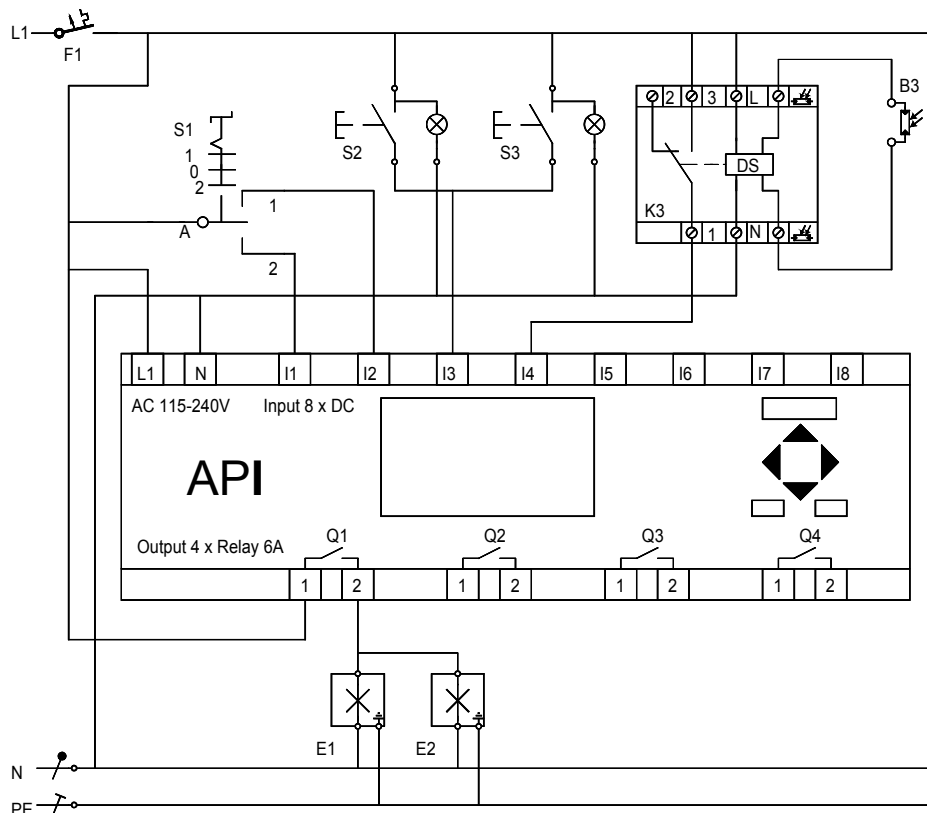 L1
F1
B3
2 3 L
S1
1
0
2
S2
S3
DS
K3
1 N
A
1
2
L1 N I1 I2 I3 I4 I5 I6 I7 I8
AC 115-240V Input 8 x DC
API
Output 4 x Relay 6A
Q1 Q2 Q3 Q4
1 2 1 2 1 2 1 2
E1 E2
N
PE